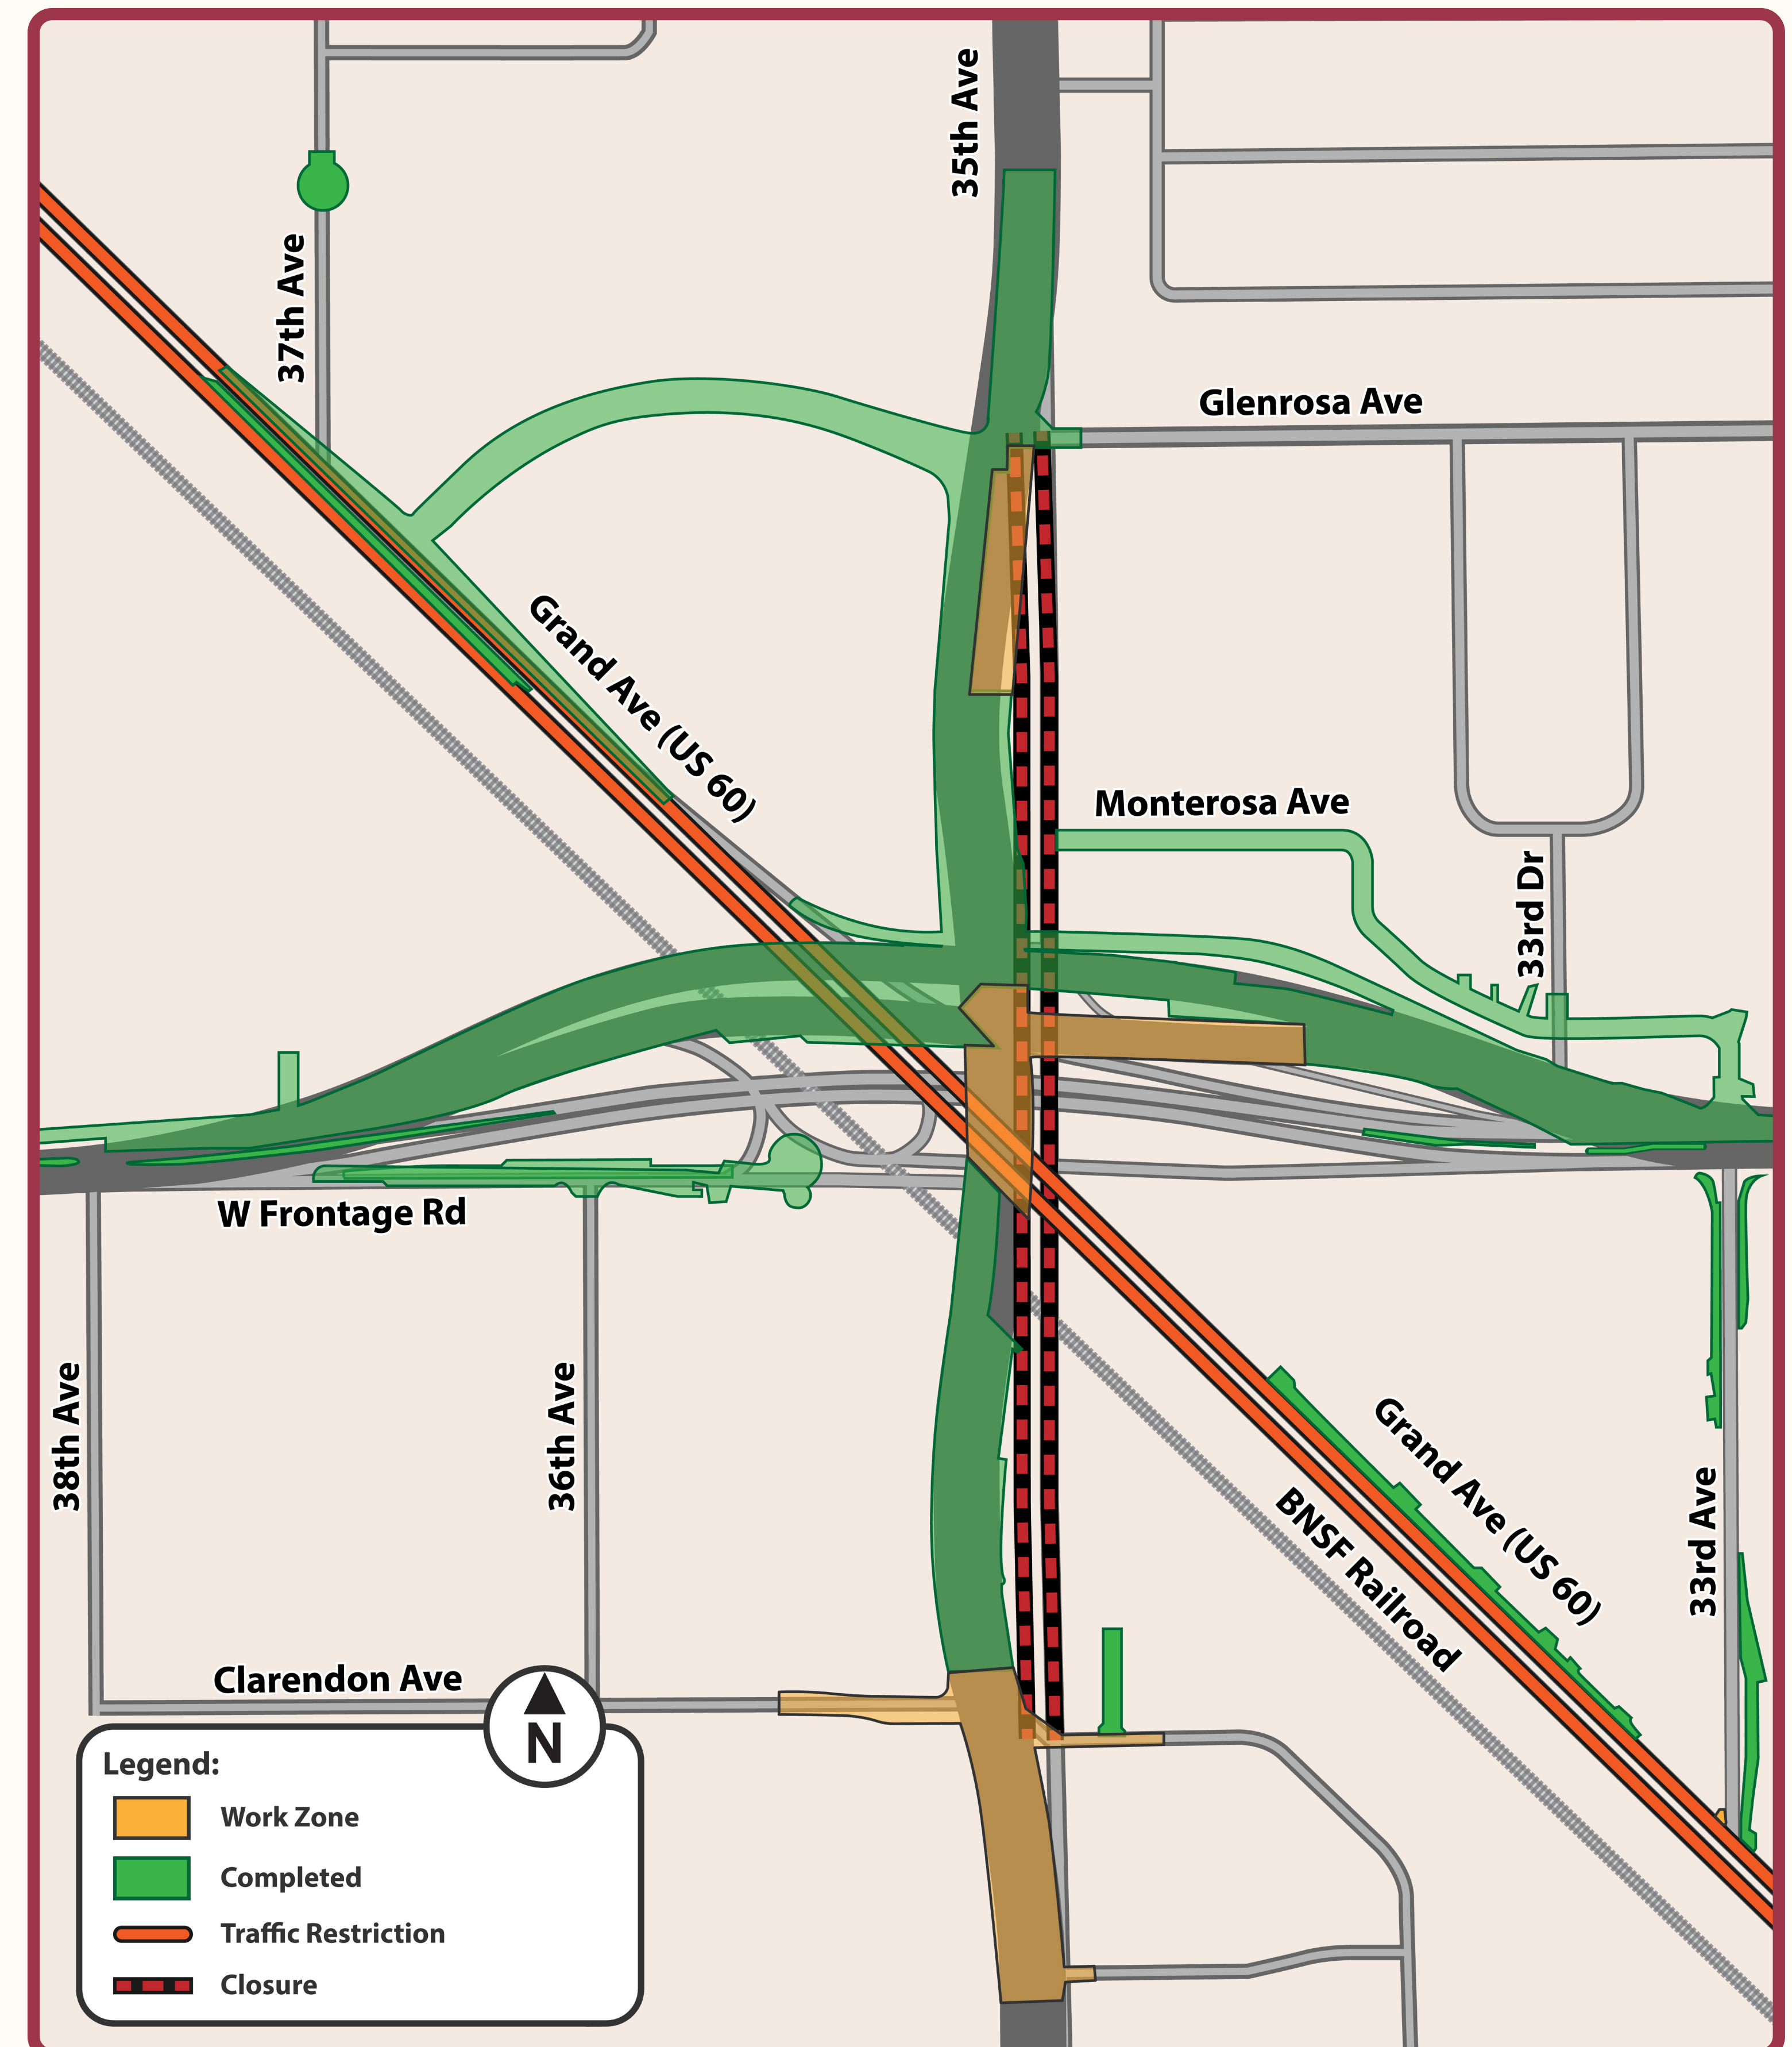 35th Ave
37th Ave
Glenrosa Ave
Grand Ave (US 60)
Monterosa Ave
33rd Dr
W Frontage Rd
38th Ave
36th Ave
Grand Ave (US 60)
BNSF Railroad
33rd Ave
Clarendon Ave
N
Legend:
Work Zone
Completed
Traffic Restriction
Closure